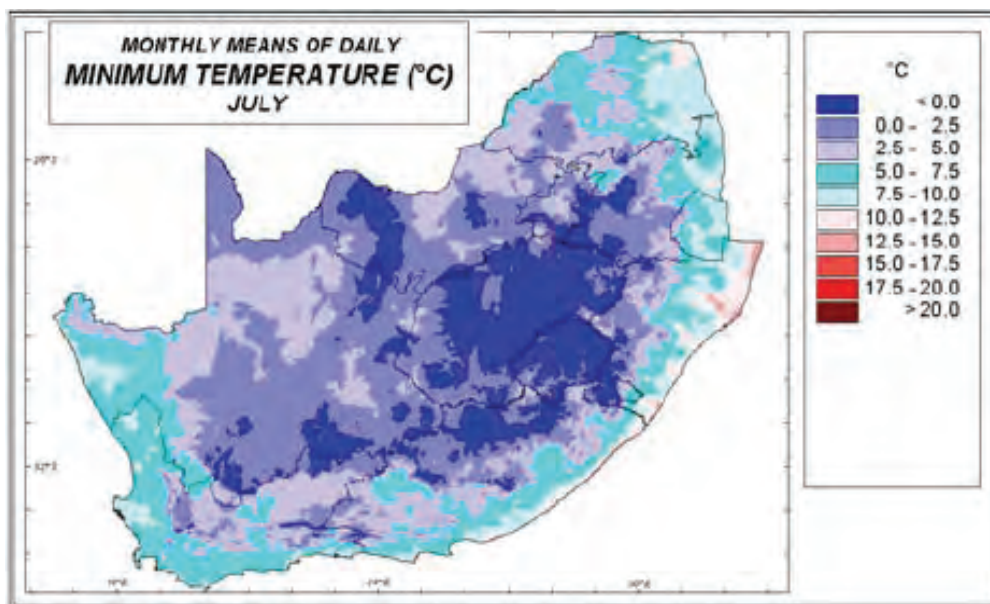 MONTHLY MEANS OF DAILY
MINIMUM TEMPERATURE (°C)
JULY
°C
< 0.0
0.0 - 2.5
2.5 - 5.0
5.0 - 7.5
7.5 - 10.0
10.0 - 12.5
12.5 - 15.0
15.0 - 17.5
17.5 - 20.0
> 20.0